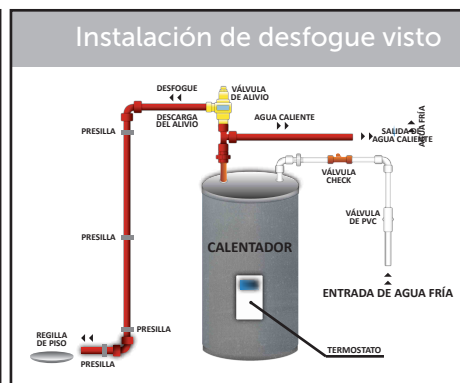 Instalación de desfogue visto
DESFOGUE
DESCARGA
DEL ALIVIO
VÁLVULA
DE ALIVIO
AGUA CALIENTE
SALIDA DE
AGUA CALIENTE
AGUA FRÍA
PRESILLA
VÁLVULA
CHECK
VÁLVULA
DE PVC
PRESILLA
CALENTADOR
ENTRADA DE AGUA FRÍA
REGILLA
DE PISO
PRESILLA
PRESILLA
TERMOSTATO